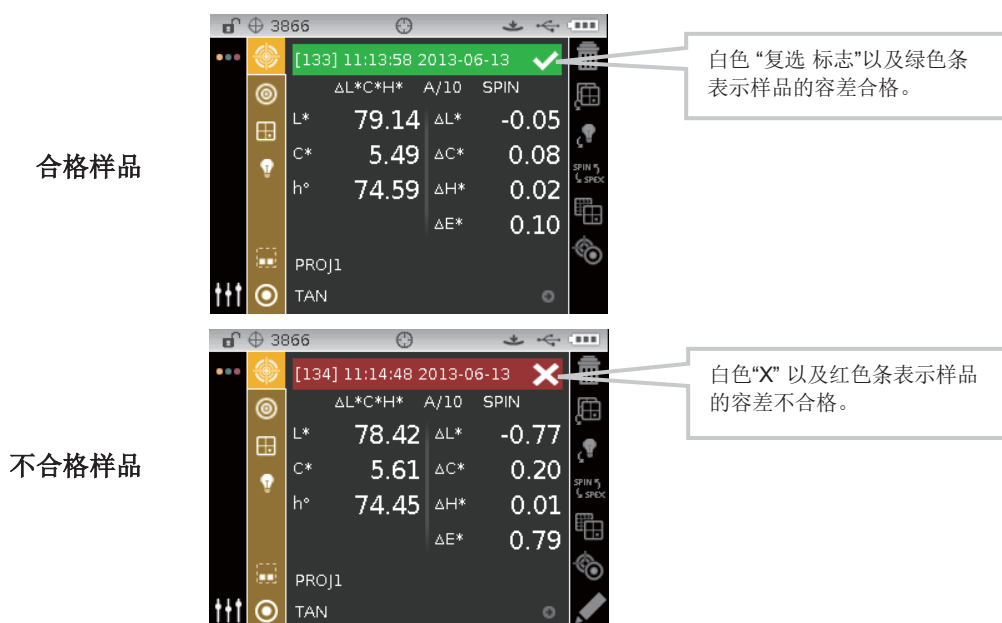 3866
[133] 11:13:58 2013-06-13
ΔL*C*H* A/10 SPIN
L* 79.14 ΔL* -0.05
C* 5.49 ΔC* 0.08
h° 74.59 ΔH* 0.02
ΔE* 0.10
PROJ1
TAN
SPIN
SPEX
合格样品
白色 “复选 标志”以及绿色条
表示样品的容差合格。
3866
[134] 11:14:48 2013-06-13
ΔL*C*H* A/10 SPIN
L* 78.42 ΔL* -0.77
C* 5.61 ΔC* 0.20
h° 74.45 ΔH* 0.01
ΔE* 0.79
PROJ1
TAN
SPIN
SPEX
不合格样品
白色“X” 以及红色条表示样品
的容差不合格。